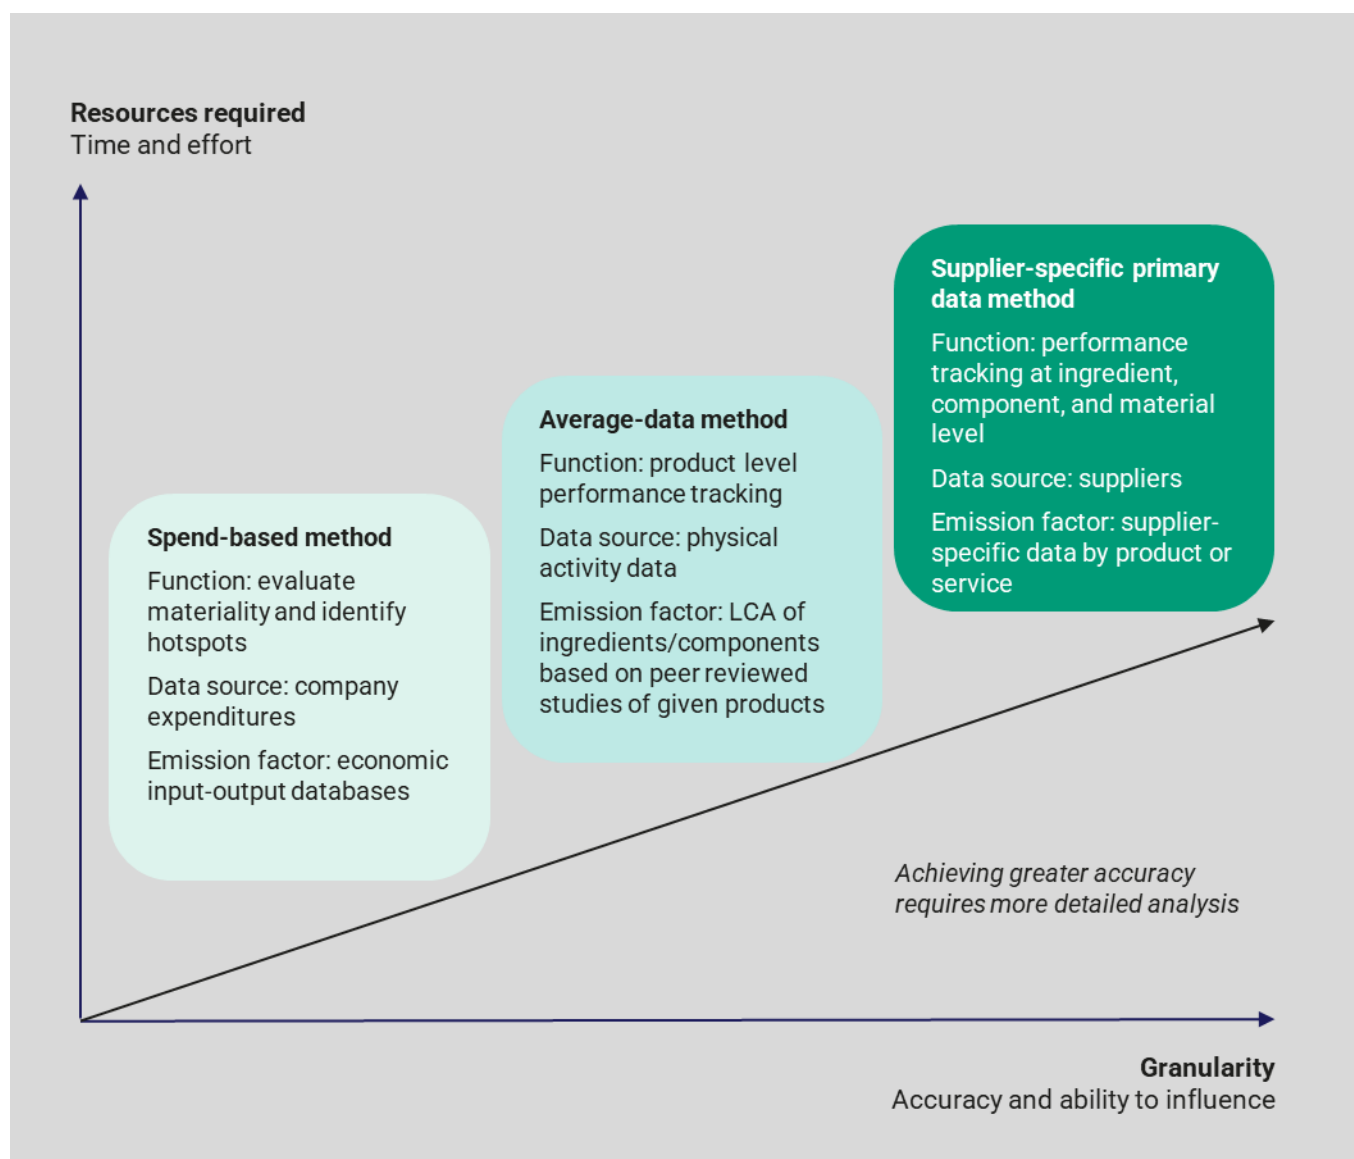 Resources required
Time and effort
Supplier-specific primary
data method
Function: performance
tracking at ingredient,
component, and material
level
Data source: suppliers
Emission factor: supplier-
specific data by product or
service
Average-data method
Function: product level
performance tracking
Data source: physical
activity data
Emission factor: LCA of
ingredients/components
based on peer reviewed
studies of given products
Spend-based method
Function: evaluate
materiality and identify
hotspots
Data source: company
expenditures
Emission factor: economic
input-output databases
Achieving greater accuracy
requires more detailed analysis
Granularity
Accuracy and ability to influence